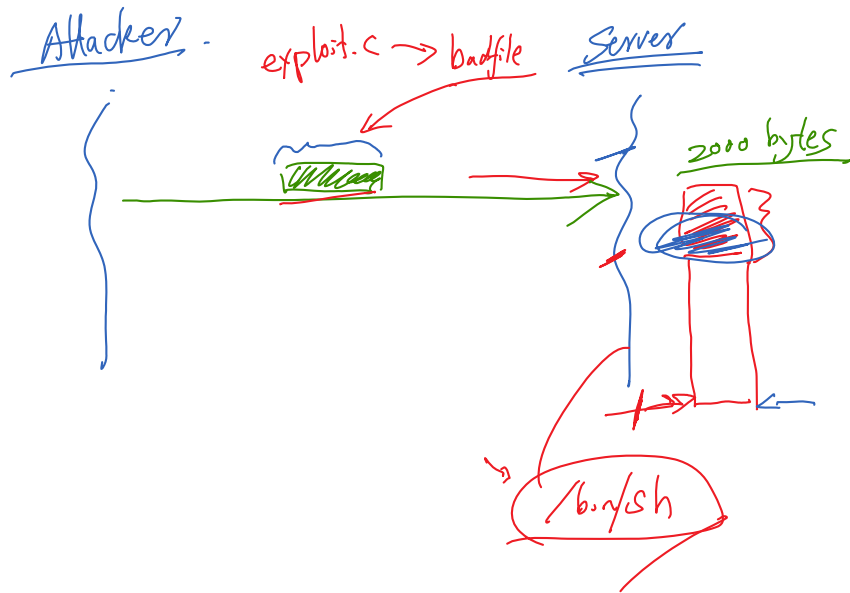 Attacker
exploit.c → badfile
Server
2000 bytes
/bin/sh